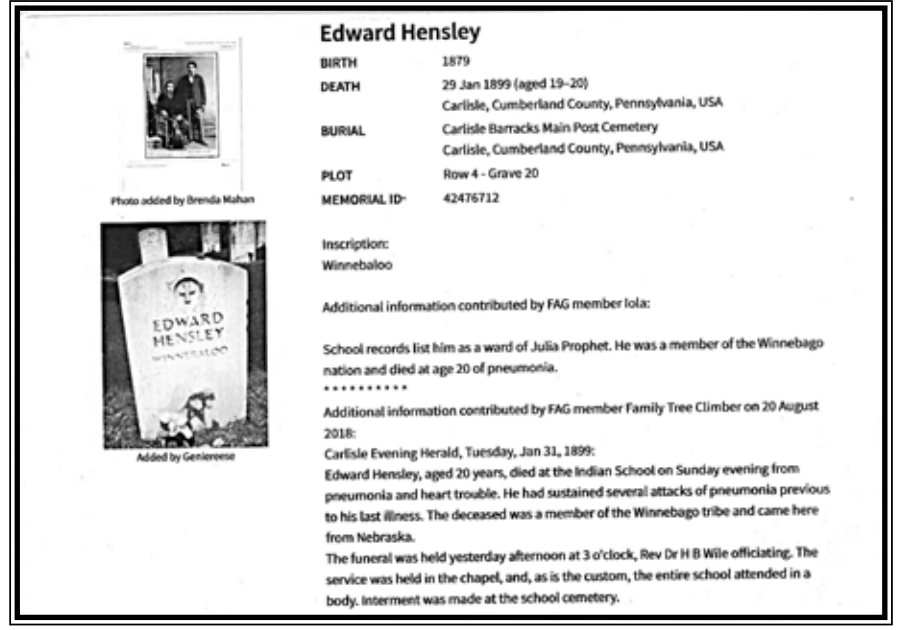 Edward Hensley
BIRTH 1879
DEATH 29 Jan 1899 (aged 19–20)
Carlisle, Cumberland County, Pennsylvania, USA
BURIAL Carlisle Barracks Main Post Cemetery
Carlisle, Cumberland County, Pennsylvania, USA
PLOT Row 4 - Grave 20
MEMORIAL ID- 42476712
Photo added by Brenda Mahan
EDWARD
HENSLEY
WINNEBALOO
Added by Geniereese
Inscription:
Winnebaloo
Additional information contributed by FAG member Iola:
School records list him as a ward of Julia Prophet. He was a member of the Winnebago
nation and died at age 20 of pneumonia.
* * * * * * * * * *
Additional information contributed by FAG member Family Tree Climber on 20 August
2018:
Carlisle Evening Herald, Tuesday, Jan 31, 1899:
Edward Hensley, aged 20 years, died at the Indian School on Sunday evening from
pneumonia and heart trouble. He had sustained several attacks of pneumonia previous
to his last illness. The deceased was a member of the Winnebago tribe and came here
from Nebraska.
The funeral was held yesterday afternoon at 3 o'clock, Rev Dr H B Wile officiating. The
service was held in the chapel, and, as is the custom, the entire school attended in a
body. Interment was made at the school cemetery.